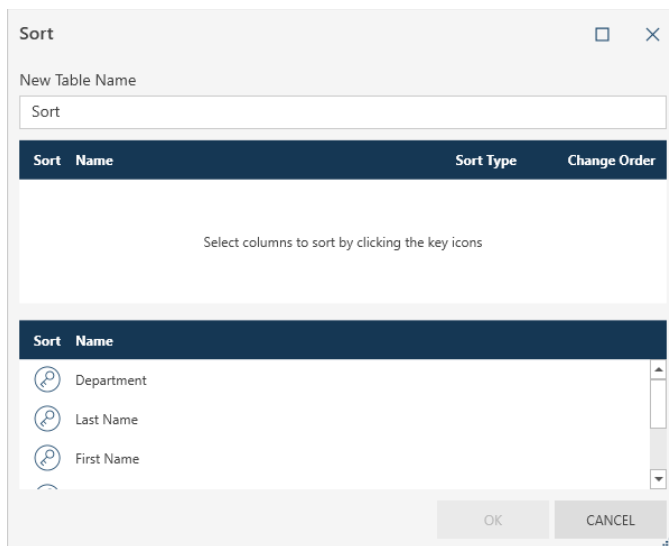 Sort
New Table Name
Sort
Sort Name Sort Type Change Order
Select columns to sort by clicking the key icons
Sort Name
Department
Last Name
First Name
OK CANCEL